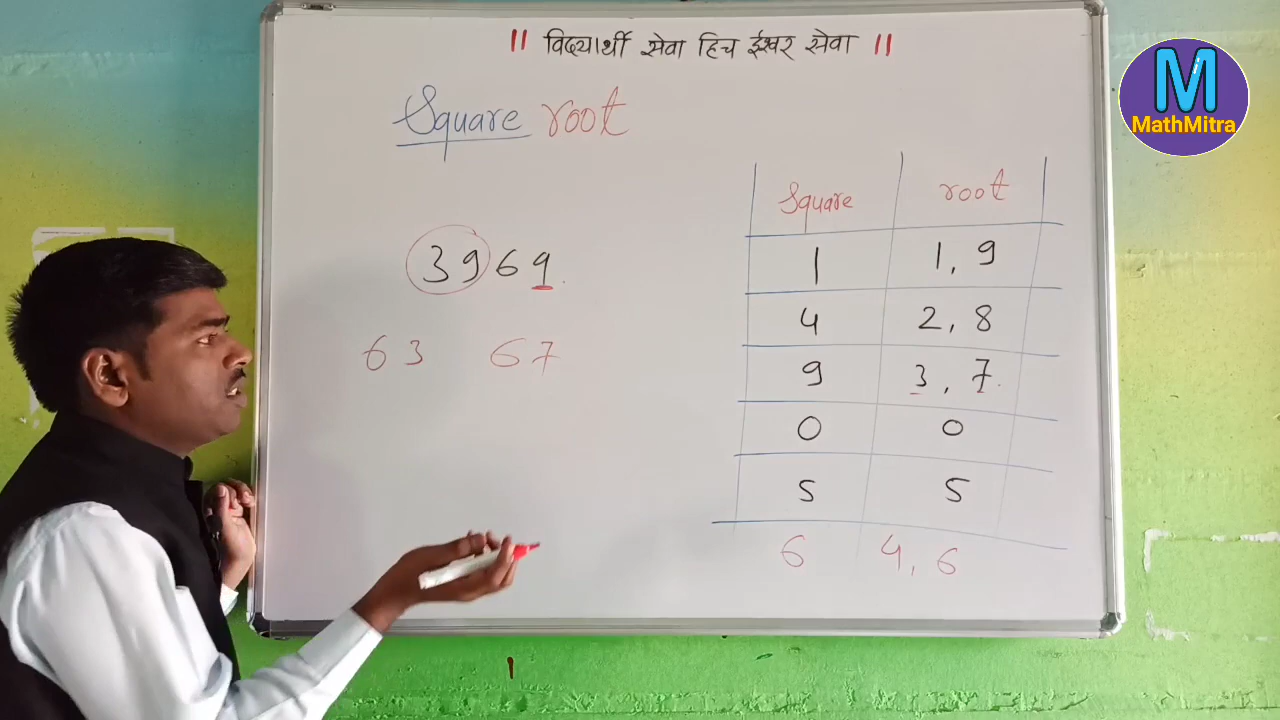 || विद्यार्थी सेवा हिच ईश्वर सेवा ||
M
MathMitra
Square root
3969
63 67
Square root
1 1, 9
4 2, 8
9 3, 7
0 0
5 5
6 4, 6